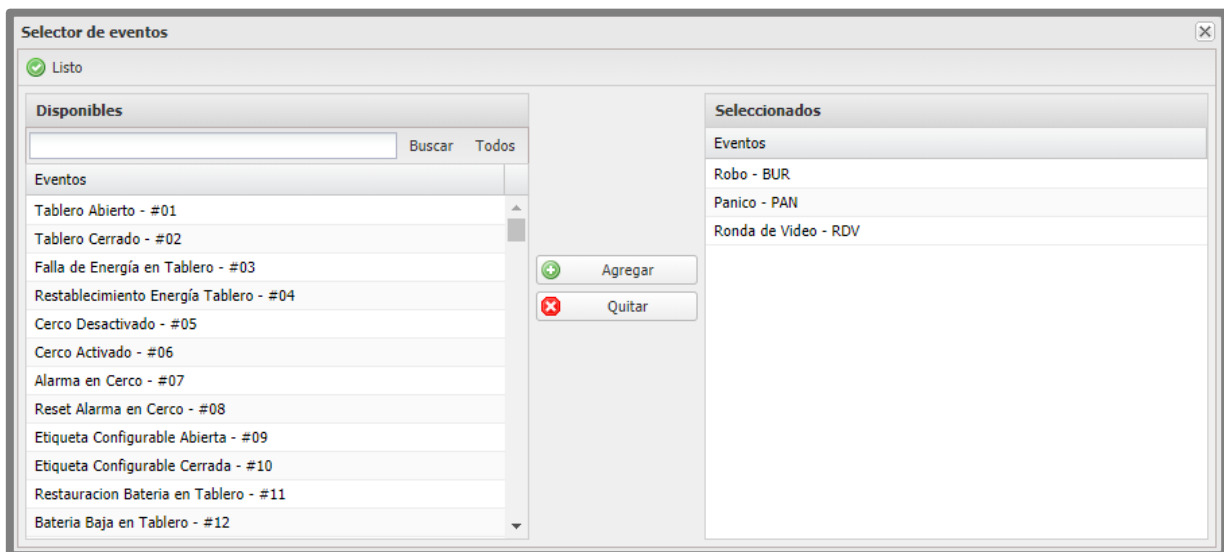 Selector de eventos
Listo
Disponibles
Buscar Todos
Eventos
Tablero Abierto - #01
Tablero Cerrado - #02
Falla de Energía en Tablero - #03
Restablecimiento Energía Tablero - #04
Cerco Desactivado - #05
Cerco Activado - #06
Alarma en Cerco - #07
Reset Alarma en Cerco - #08
Etiqueta Configurable Abierta - #09
Etiqueta Configurable Cerrada - #10
Restauracion Bateria en Tablero - #11
Bateria Baja en Tablero - #12
Agregar
Quitar
Seleccionados
Eventos
Robo - BUR
Panico - PAN
Ronda de Video - RDV